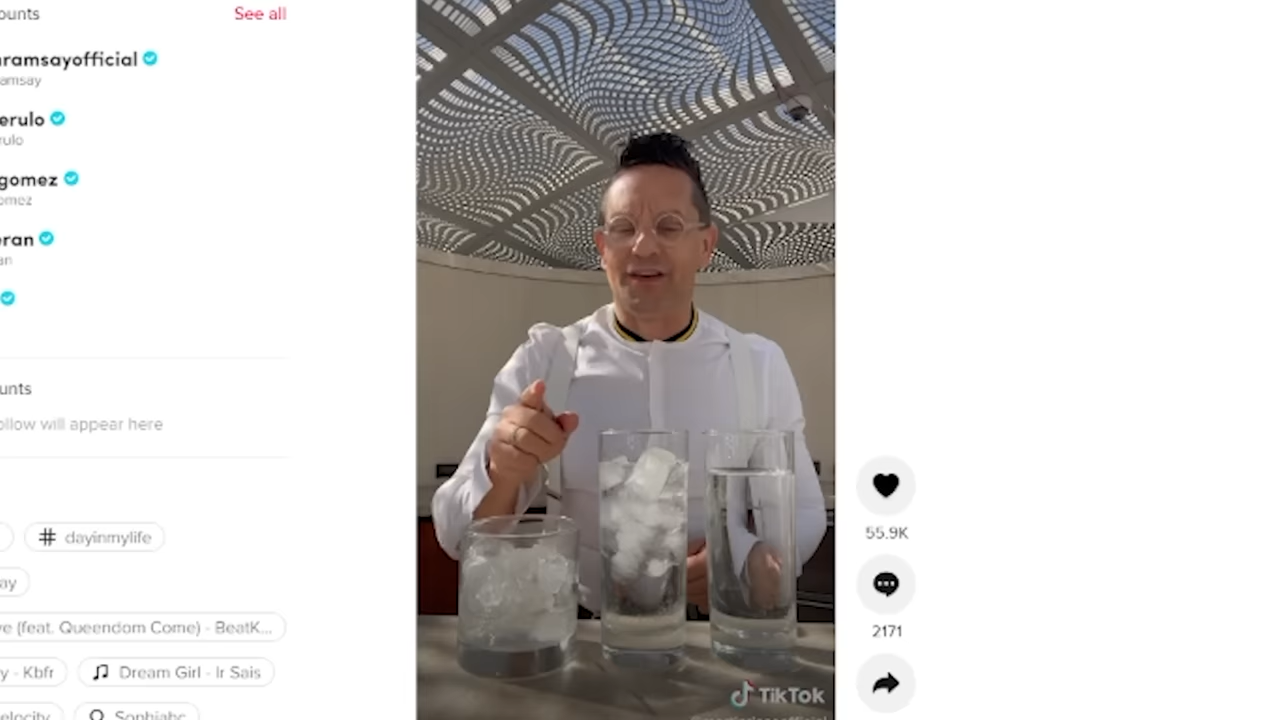 ounts
See all
ramsayofficial
amsay
erulo
rulo
gomez
omez
eran
an
unts
ollow will appear here
# dayinmylife
ay
ve (feat. Queendom Come) - BeatK...
y - Kbfr
Dream Girl - Ir Sais
elocity
Sophiabc
55.9K
2171
TikTok